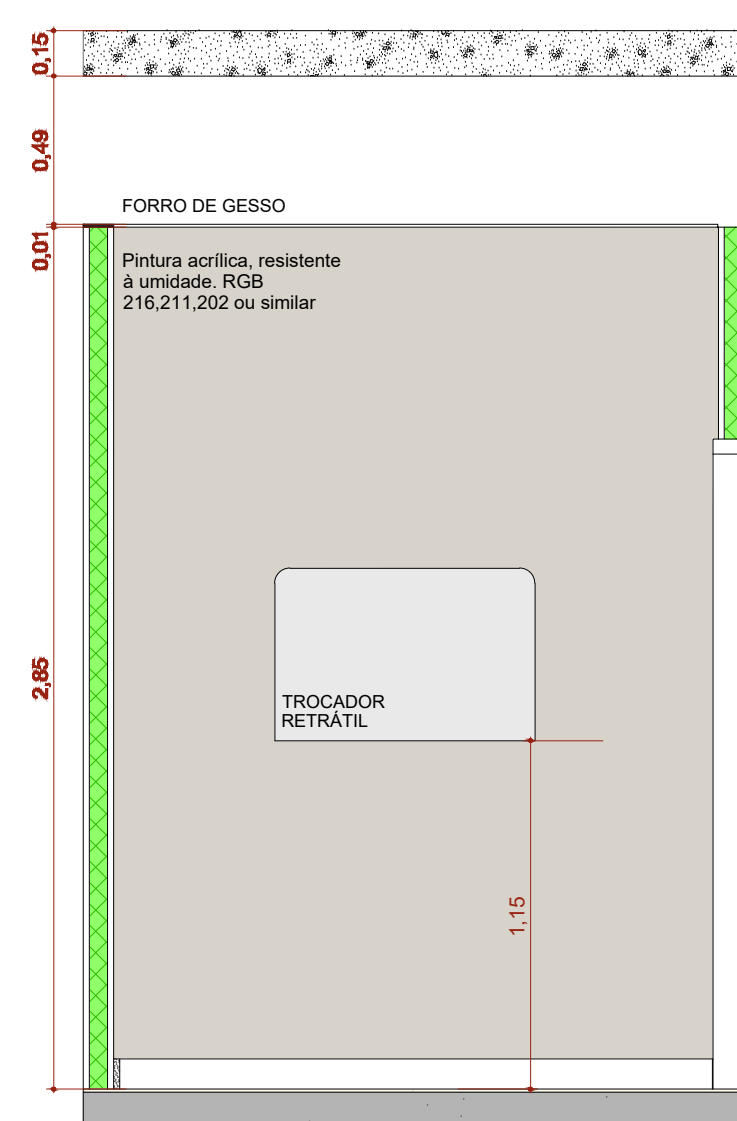 0,15
0,49
FORRO DE GESSO
0,01
Pintura acrílica, resistente
à umidade. RGB
216,211,202 ou similar
2,85
TROCADOR
RETRÁTIL
1,15